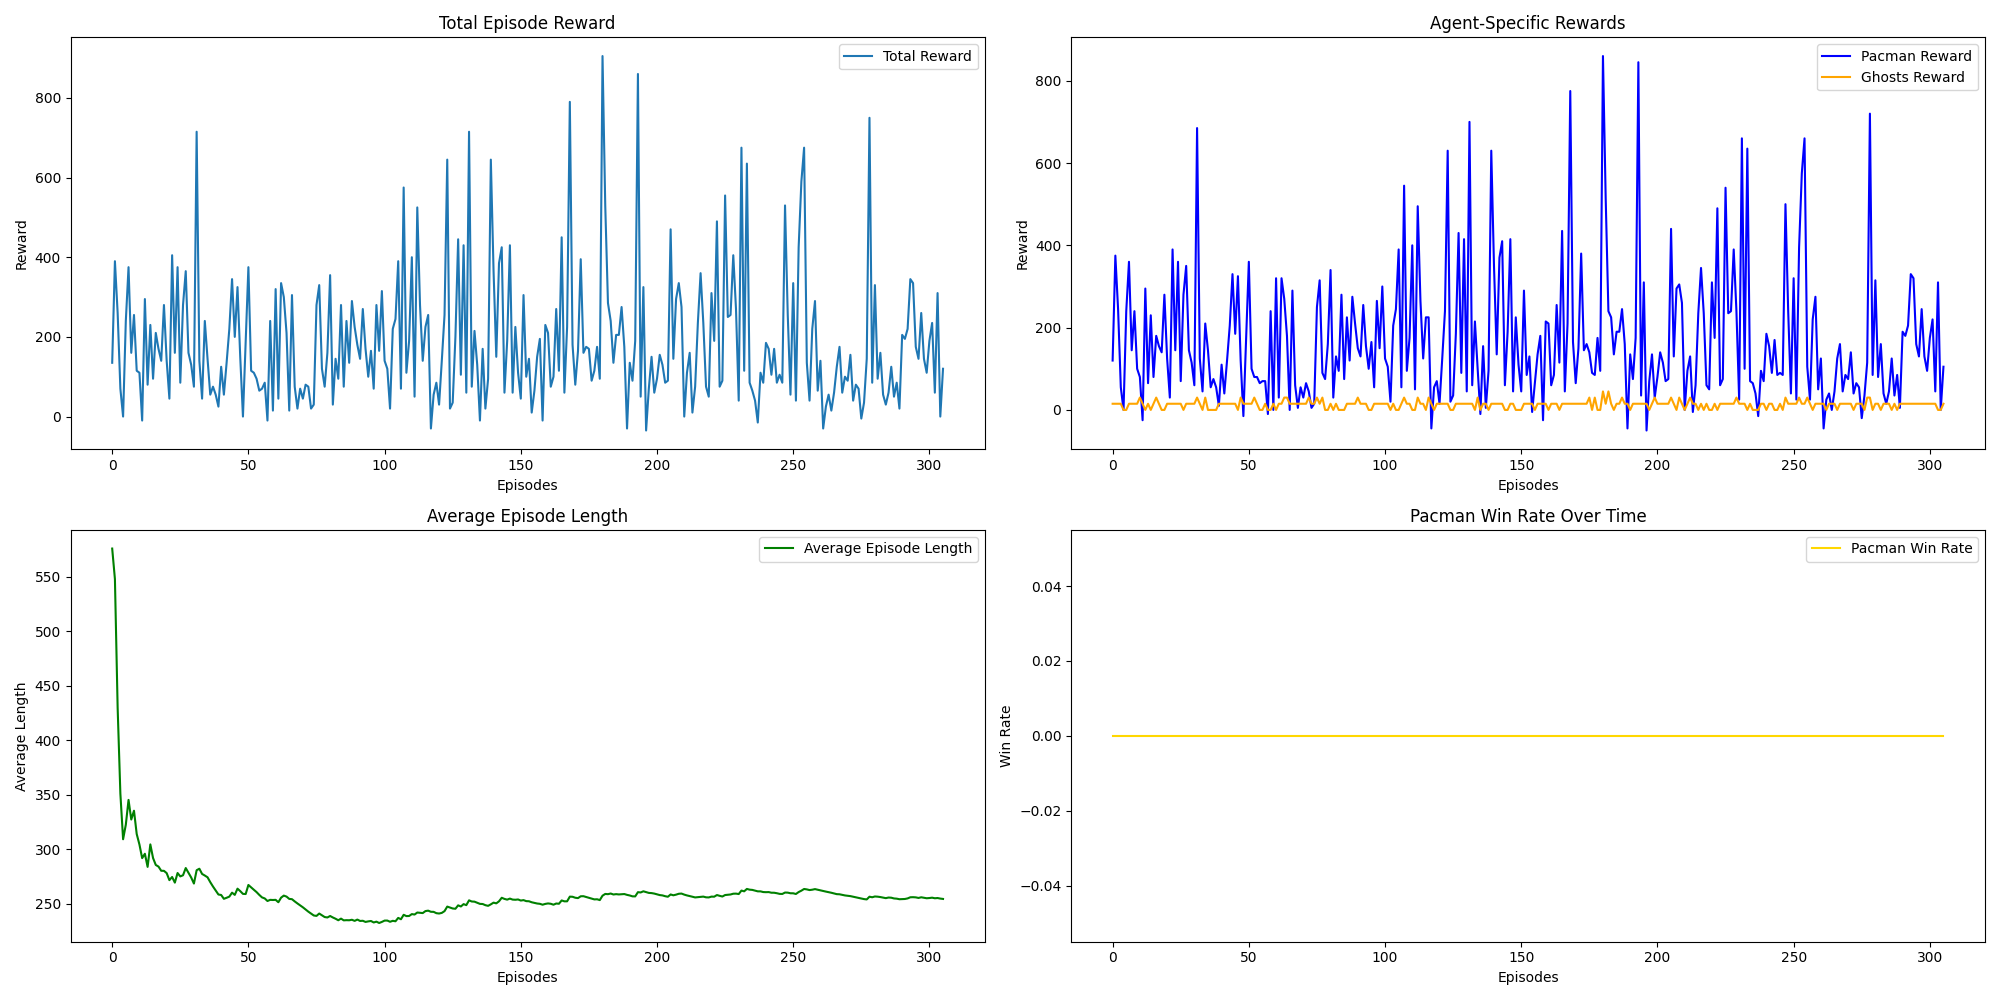 Total Episode Reward
Total Reward
Reward
800
600
400
200
0
0 50 100 150 200 250 300
Episodes
Agent-Specific Rewards
Pacman Reward
Ghosts Reward
Reward
800
600
400
200
0
0 50 100 150 200 250 300
Episodes
Average Episode Length
Average Episode Length
Average Length
550
500
450
400
350
300
250
0 50 100 150 200 250 300
Episodes
Pacman Win Rate Over Time
Pacman Win Rate
Win Rate
0.04
0.02
0.00
−0.02
−0.04
0 50 100 150 200 250 300
Episodes